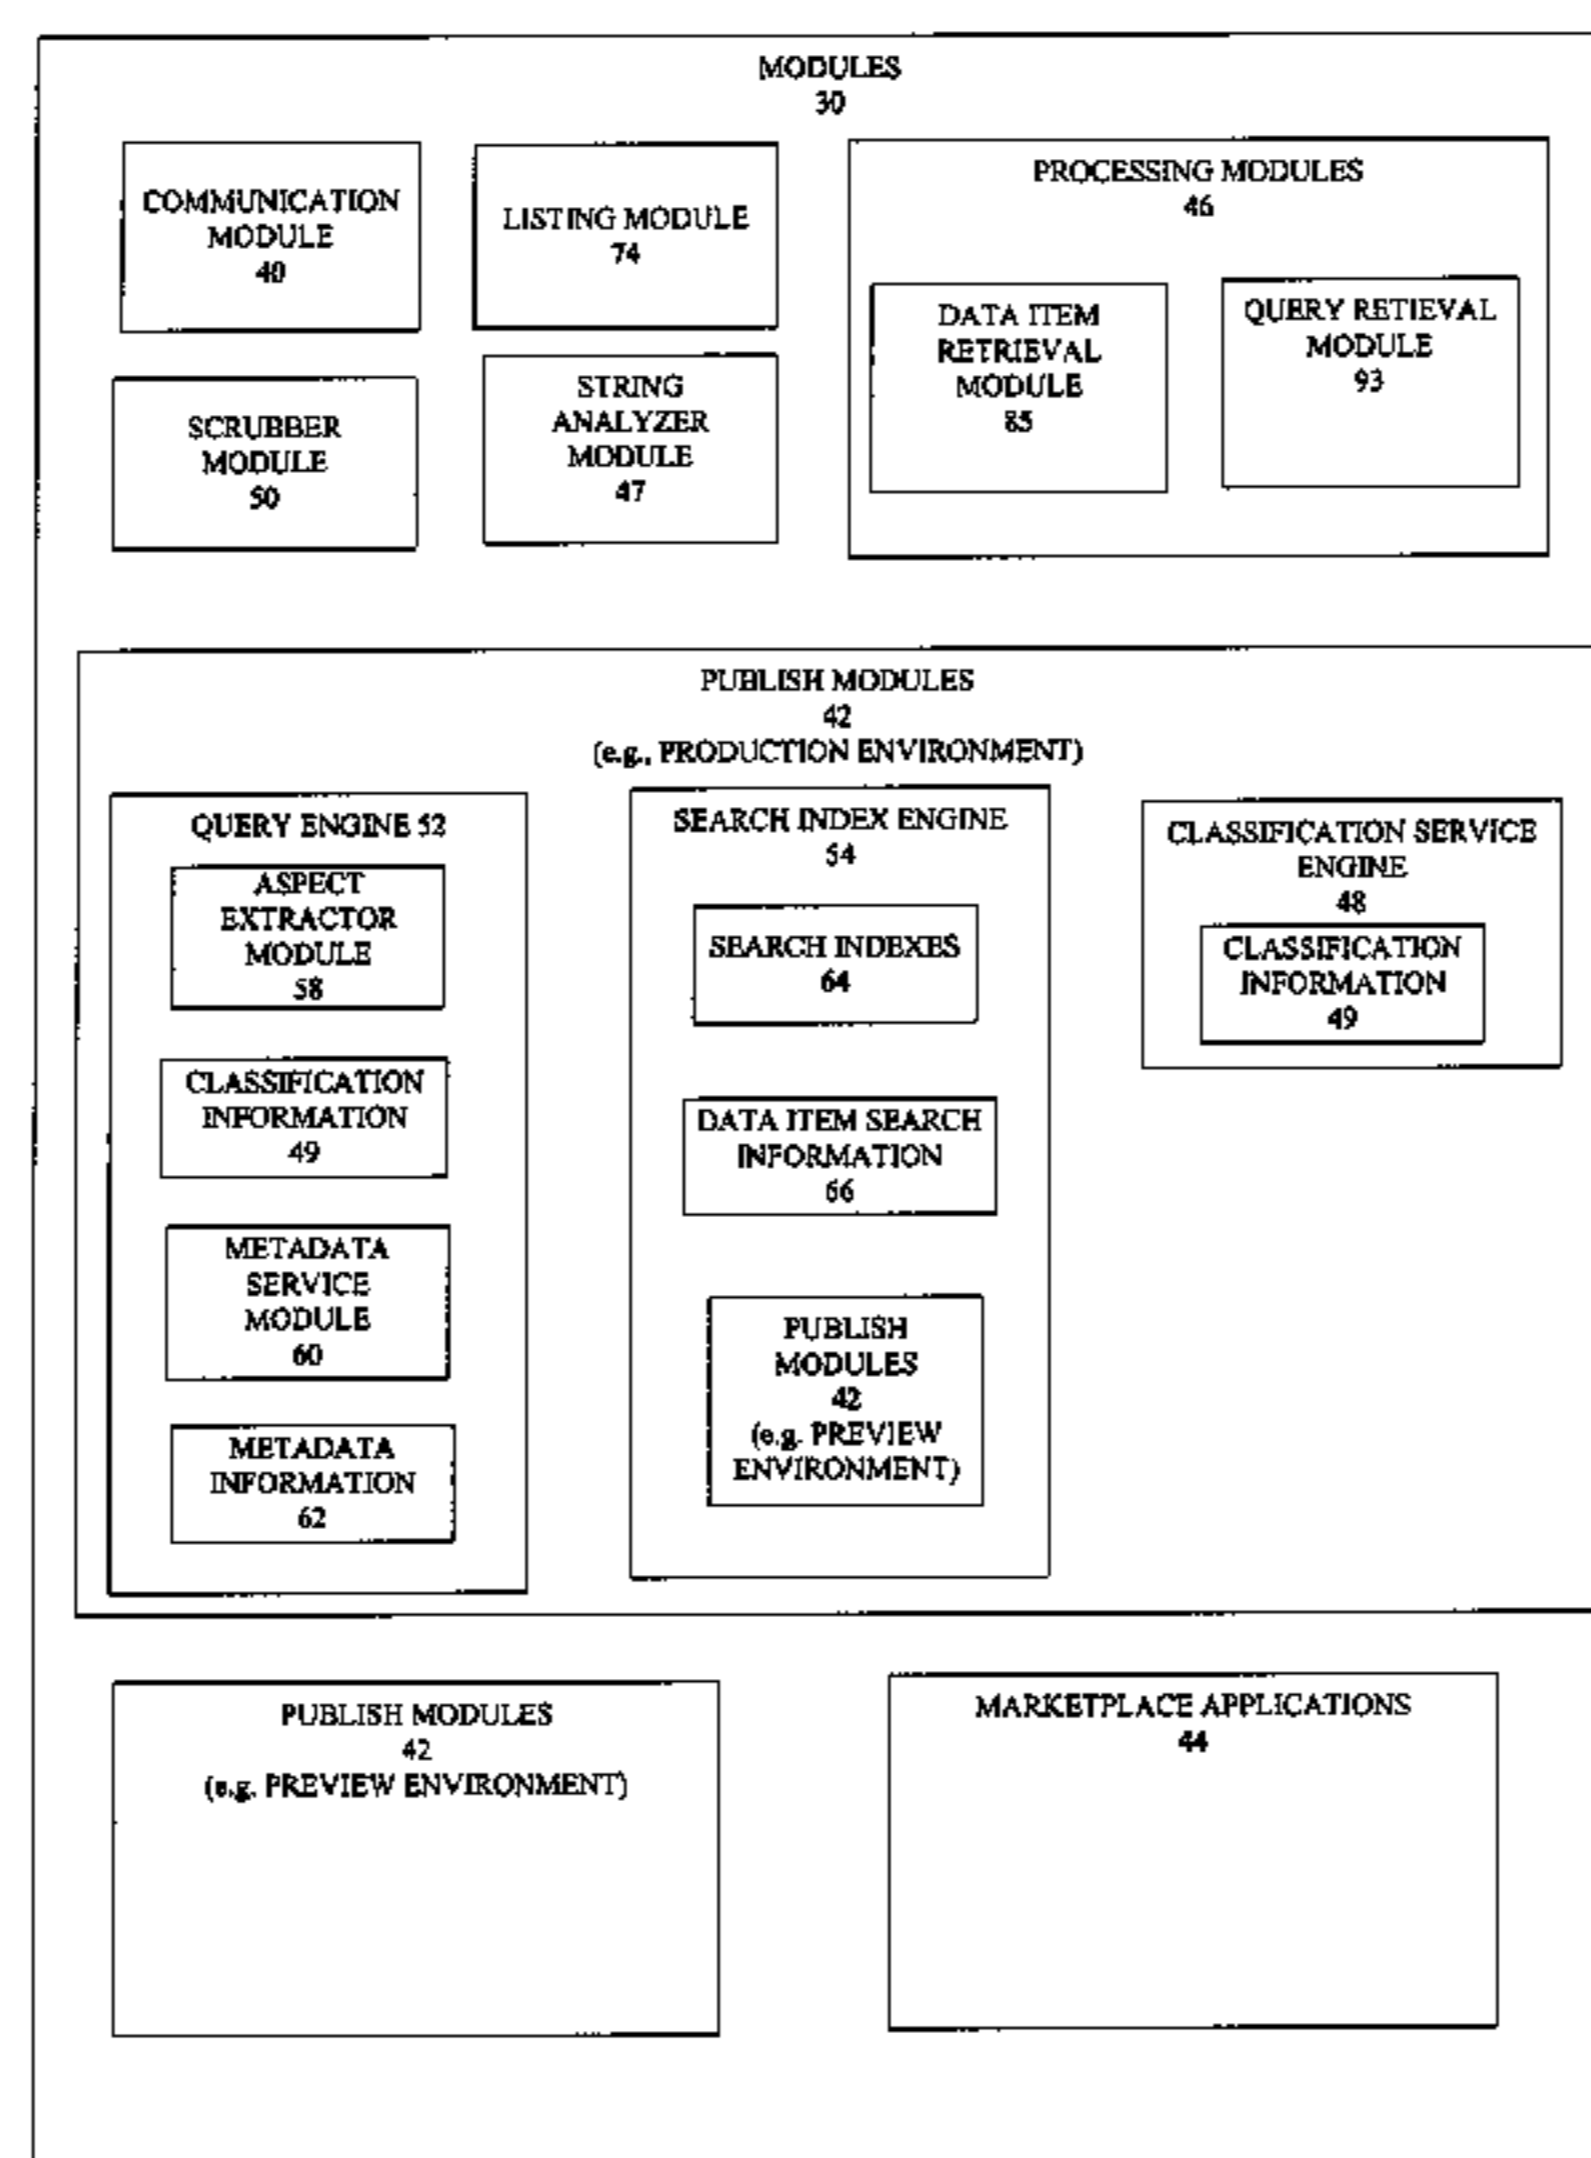 MODULES
30
COMMUNICATION
MODULE
40
LISTING MODULE
74
PROCESSING MODULES
46
DATA ITEM
RETRIEVAL
MODULE
85
QUERY RETIEVAL
MODULE
93
SCRUBBER
MODULE
50
STRING
ANALYZER
MODULE
47
PUBLISH MODULES
42
(e.g., PRODUCTION ENVIRONMENT)
QUERY ENGINE 52
ASPECT
EXTRACTOR
MODULE
58
CLASSIFICATION
INFORMATION
49
METADATA
SERVICE
MODULE
60
METADATA
INFORMATION
62
SEARCH INDEX ENGINE
54
SEARCH INDEXES
64
DATA ITEM SEARCH
INFORMATION
66
PUBLISH
MODULES
42
(e.g. PREVIEW
ENVIRONMENT)
CLASSIFICATION SERVICE
ENGINE
48
CLASSIFICATION
INFORMATION
49
PUBLISH MODULES
42
(e.g. PREVIEW ENVIRONMENT)
MARKETPLACE APPLICATIONS
44